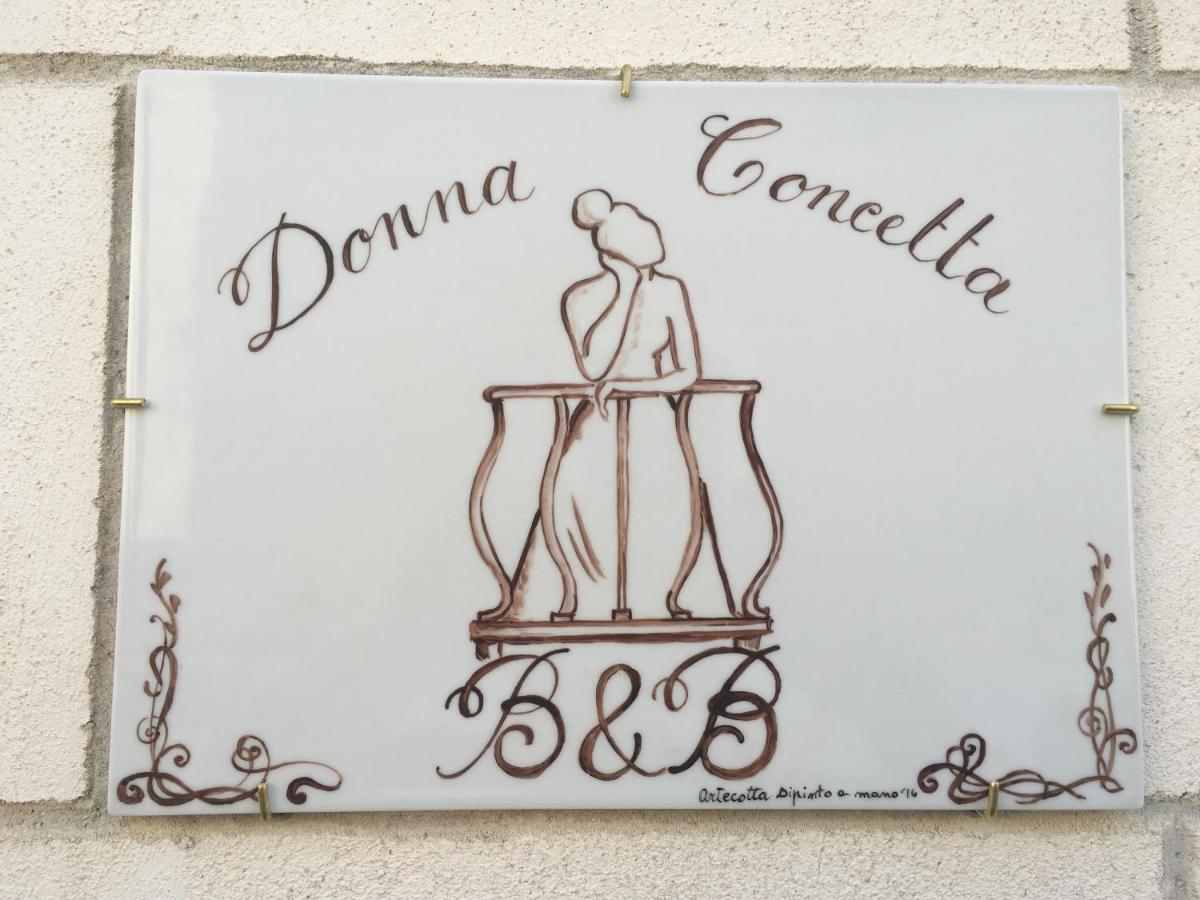 Donna Concetta
B&B
Artecotta Dipinto a mano '16